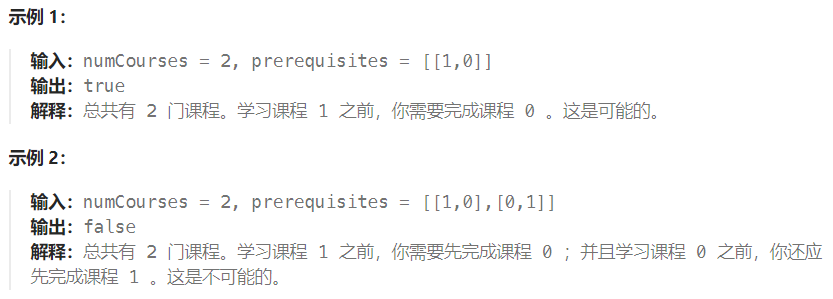 示例 1：
输入：numCourses = 2, prerequisites = [[1,0]]
输出：true
解释：总共有 2 门课程。学习课程 1 之前，你需要完成课程 0 。这是可能的。
示例 2：
输入：numCourses = 2, prerequisites = [[1,0],[0,1]]
输出：false
解释：总共有 2 门课程。学习课程 1 之前，你需要先完成课程 0 ；并且学习课程 0 之前，你还应
先完成课程 1 。这是不可能的。